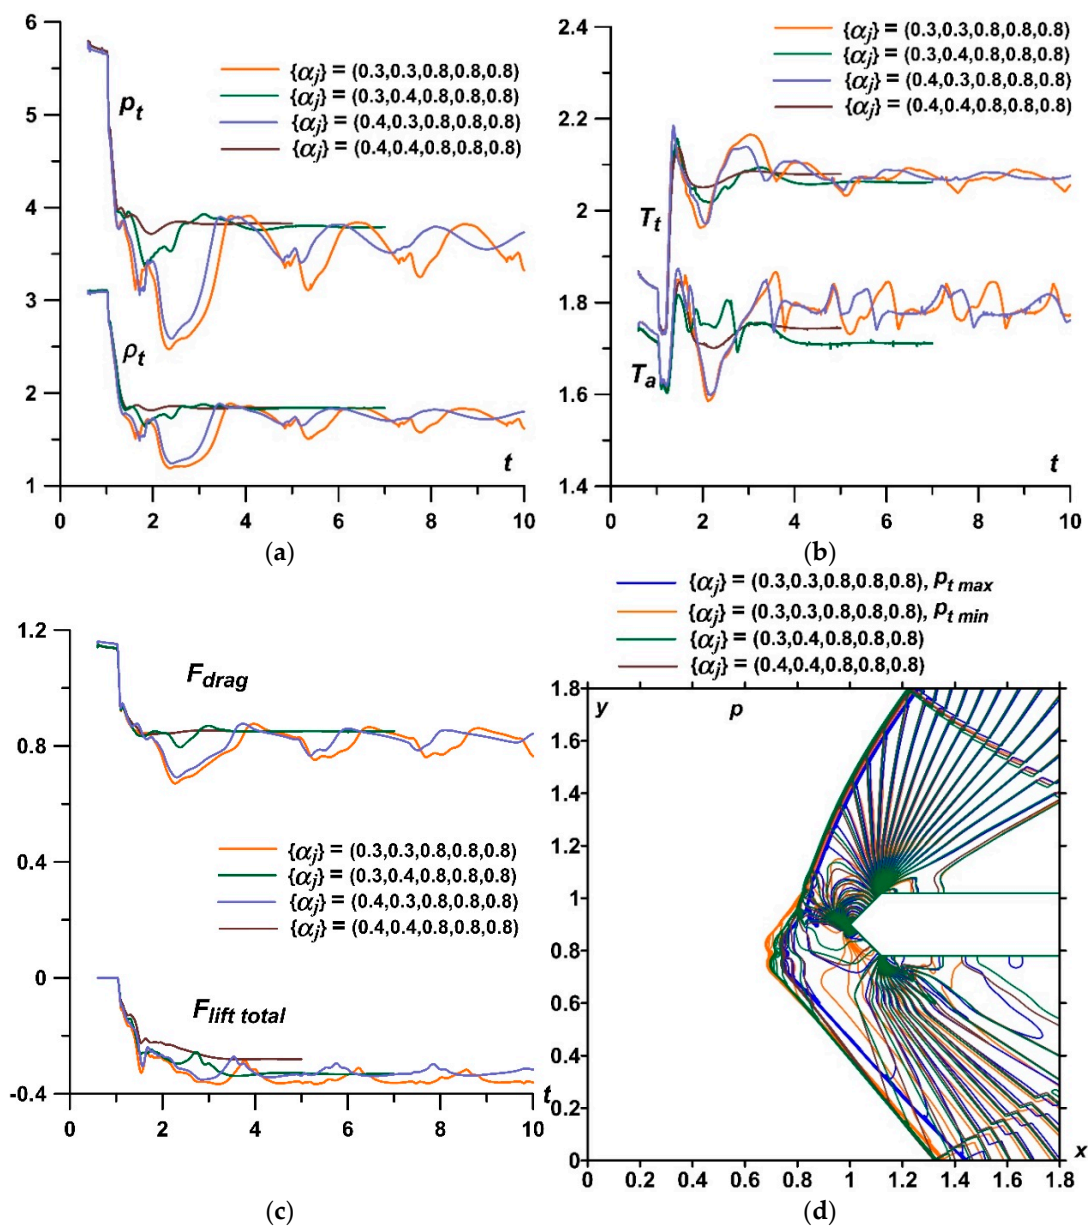 6
5
4
3
2
1
p_t
ρ_t
{α_j} = (0.3,0.3,0.8,0.8,0.8)
{α_j} = (0.3,0.4,0.8,0.8,0.8)
{α_j} = (0.4,0.3,0.8,0.8,0.8)
{α_j} = (0.4,0.4,0.8,0.8,0.8)
t
0 2 4 6 8 10
(a)
2.4
2.2
2
1.8
1.6
1.4
{α_j} = (0.3,0.3,0.8,0.8,0.8)
{α_j} = (0.3,0.4,0.8,0.8,0.8)
{α_j} = (0.4,0.3,0.8,0.8,0.8)
{α_j} = (0.4,0.4,0.8,0.8,0.8)
T_t
T_a
t
0 2 4 6 8 10
(b)
1.2
0.8
0.4
0
-0.4
F_drag
{α_j} = (0.3,0.3,0.8,0.8,0.8)
{α_j} = (0.3,0.4,0.8,0.8,0.8)
{α_j} = (0.4,0.3,0.8,0.8,0.8)
{α_j} = (0.4,0.4,0.8,0.8,0.8)
F_lift total
t
0 2 4 6 8 10
(c)
{α_j} = (0.3,0.3,0.8,0.8,0.8), p_t max
{α_j} = (0.3,0.3,0.8,0.8,0.8), p_t min
{α_j} = (0.3,0.4,0.8,0.8,0.8)
{α_j} = (0.4,0.4,0.8,0.8,0.8)
1.8
1.6
1.4
1.2
1
0.8
0.6
0.4
0.2
0
y
p
x
0 0.2 0.4 0.6 0.8 1 1.2 1.4 1.6 1.8
(d)